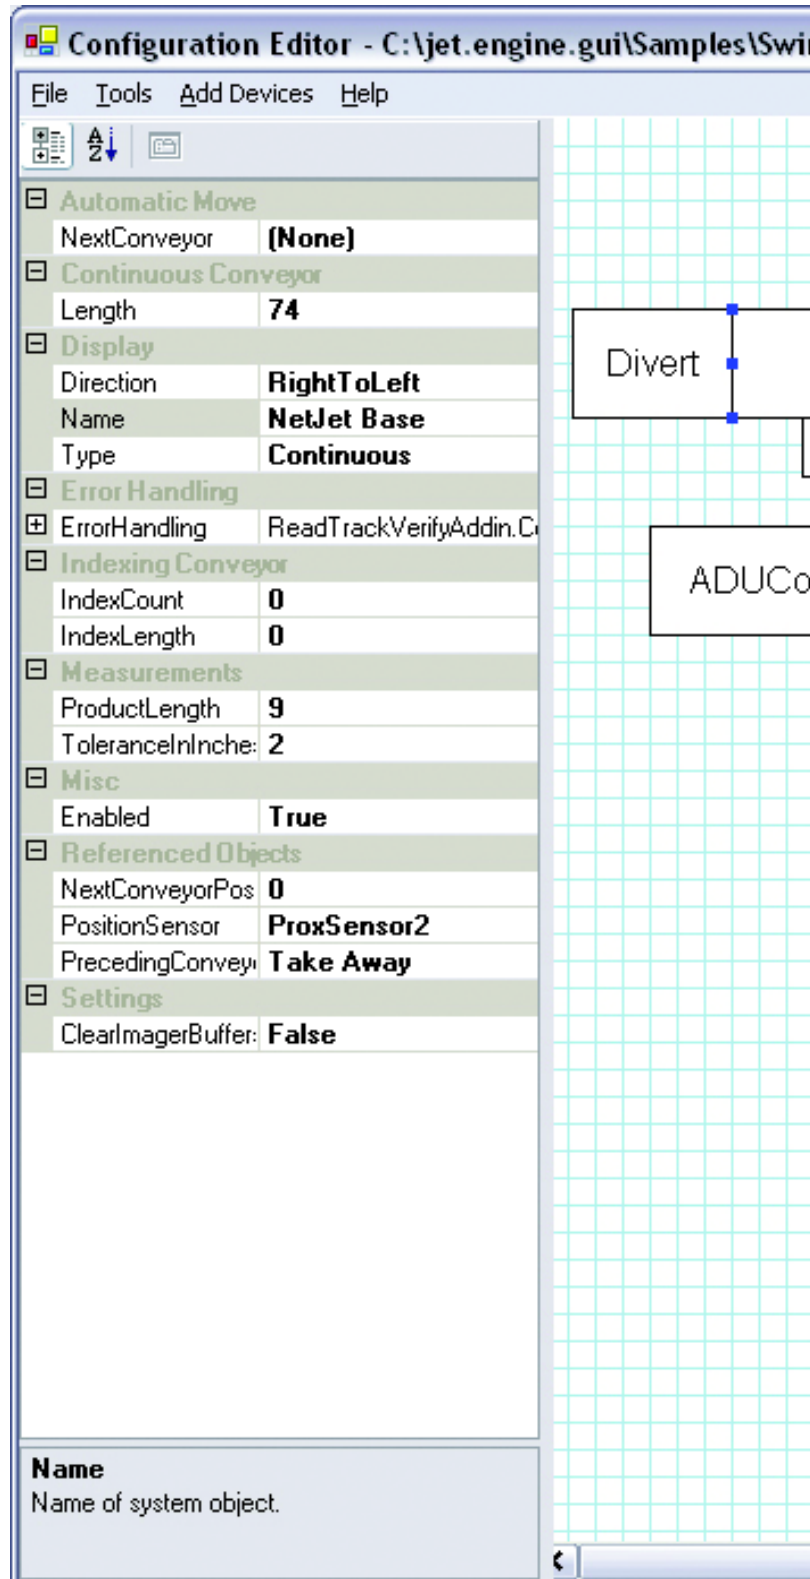 Configuration Editor - C:\jet.engine.gui\Samples\Swi
File Tools Add Devices Help
Automatic Move
NextConveyor (None)
Continuous Conveyor
Length 74
Display
Direction RightToLeft
Name NetJet Base
Type Continuous
Error Handling
ErrorHandling ReadTrackVerifyAddin.C
Indexing Conveyor
IndexCount 0
IndexLength 0
Measurements
ProductLength 9
ToleranceInInche 2
Misc
Enabled True
Referenced Objects
NextConveyorPos 0
PositionSensor ProxSensor2
PrecedingConvey Take Away
Settings
ClearImagerBuffer False
Name
Name of system object.
Divert
ADUCo